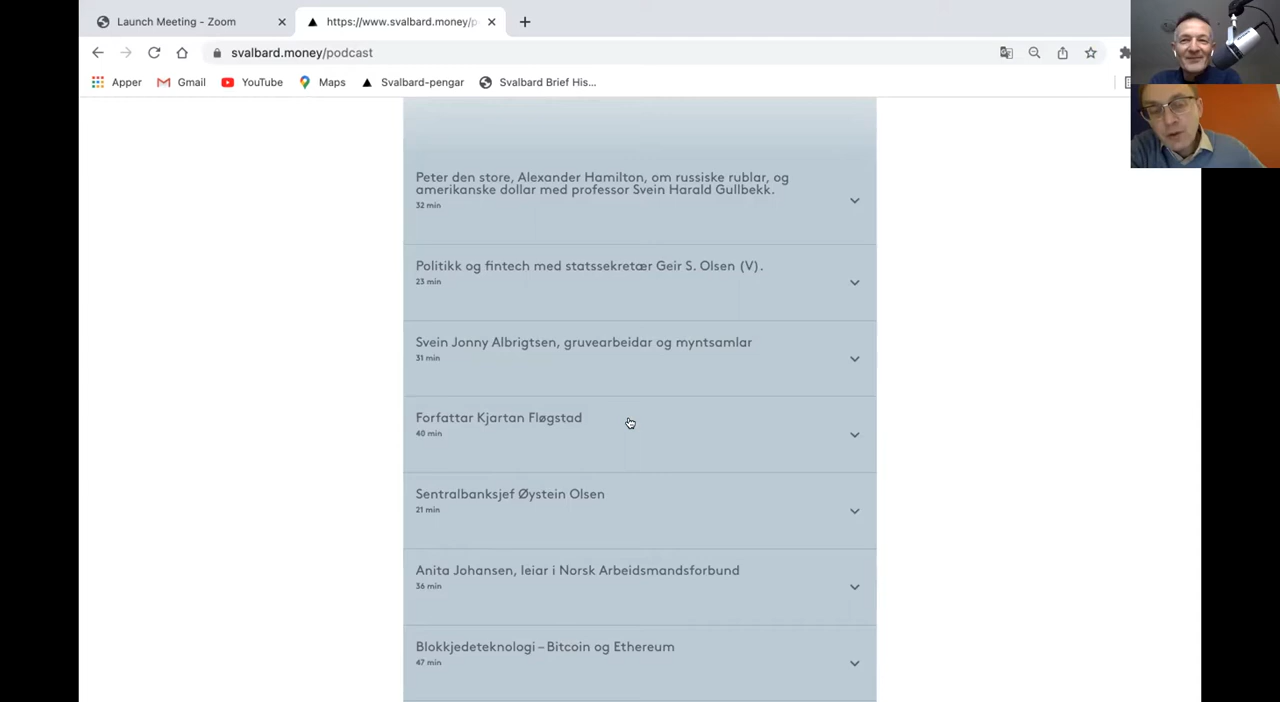 Launch Meeting - Zoom
https://www.svalbard.money/p
svalbard.money/podcast
Apper
Gmail
YouTube
Maps
Svalbard-pengar
Svalbard Brief His...
Peter den store, Alexander Hamilton, om russiske rublar, og
amerikanske dollar med professor Svein Harald Gullbekk.
32 min
Politikk og fintech med statssekretær Geir S. Olsen (V).
23 min
Svein Jonny Albrigtsen, gruvearbeidar og myntsamlar
31 min
Forfattar Kjartan Fløgstad
40 min
Sentralbanksjef Øystein Olsen
21 min
Anita Johansen, leiar i Norsk Arbeidsmandsforbund
36 min
Blokkjedeteknologi – Bitcoin og Ethereum
47 min